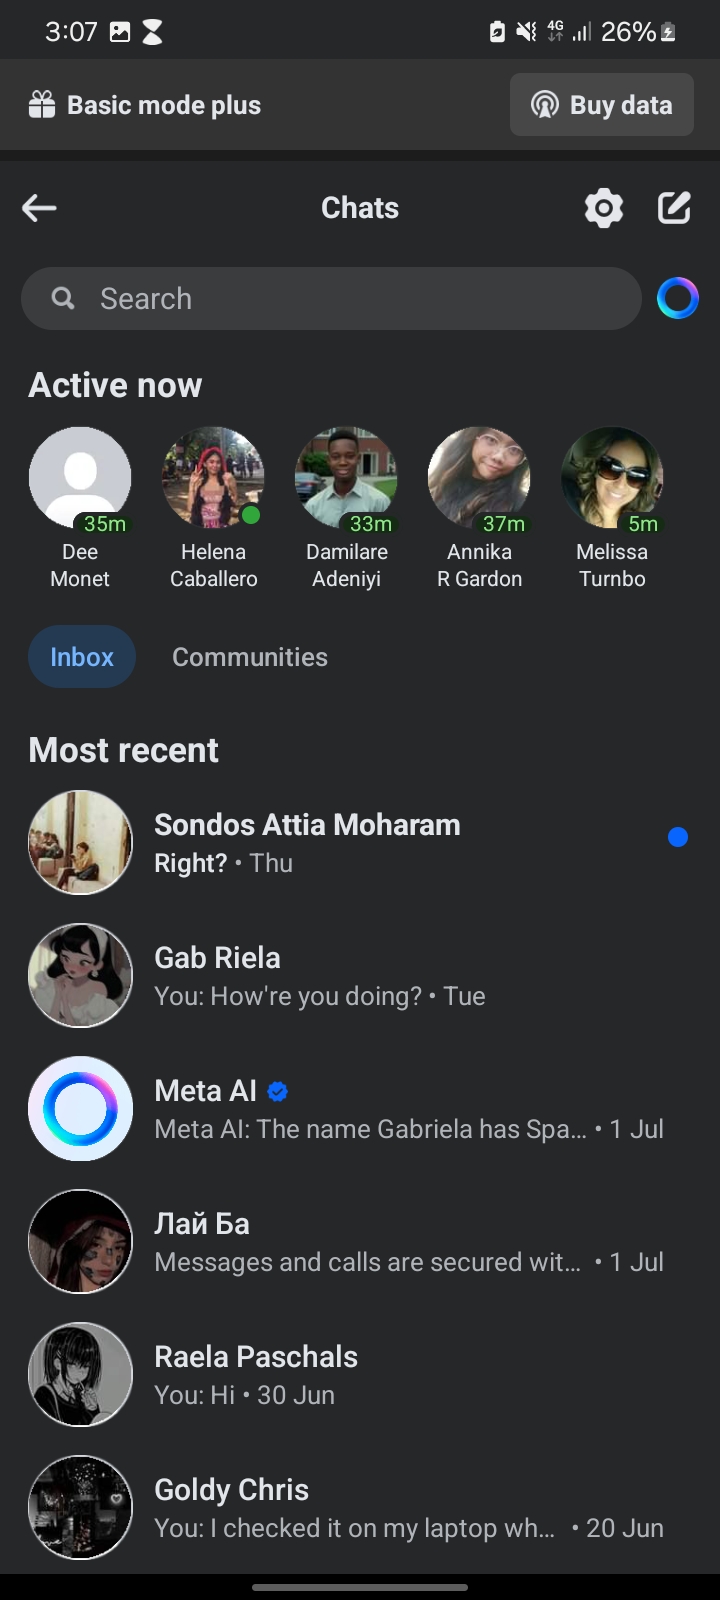 3:07 4G 26%
Basic mode plus Buy data
Chats
Search
Active now
35m 33m 37m 5m
Dee Helena Damilare Annika Melissa
Monet Caballero Adeniyi R Gardon Turnbo
Inbox Communities
Most recent
Sondos Attia Moharam
Right? • Thu
Gab Riela
You: How're you doing? • Tue
Meta AI
Meta AI: The name Gabriela has Spa... • 1 Jul
Лай Ба
Messages and calls are secured wit... • 1 Jul
Raela Paschals
You: Hi • 30 Jun
Goldy Chris
You: I checked it on my laptop wh... • 20 Jun